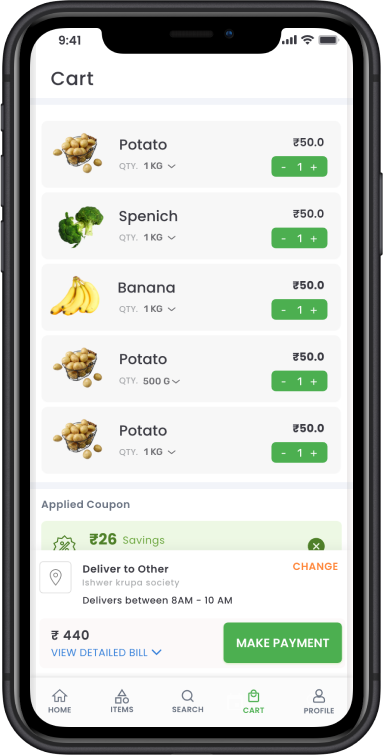 9:41
Cart
Potato ₹50.0
QTY. 1 KG - 1 +
Spenich ₹50.0
QTY. 1 KG - 1 +
Banana ₹50.0
QTY. 1 KG - 1 +
Potato ₹50.0
QTY. 500 G - 1 +
Potato ₹50.0
QTY. 1 KG - 1 +
Applied Coupon
₹26 Savings
Deliver to Other CHANGE
Ishwer krupa society
Delivers between 8AM - 10 AM
₹ 440
VIEW DETAILED BILL
MAKE PAYMENT
HOME ITEMS SEARCH CART PROFILE